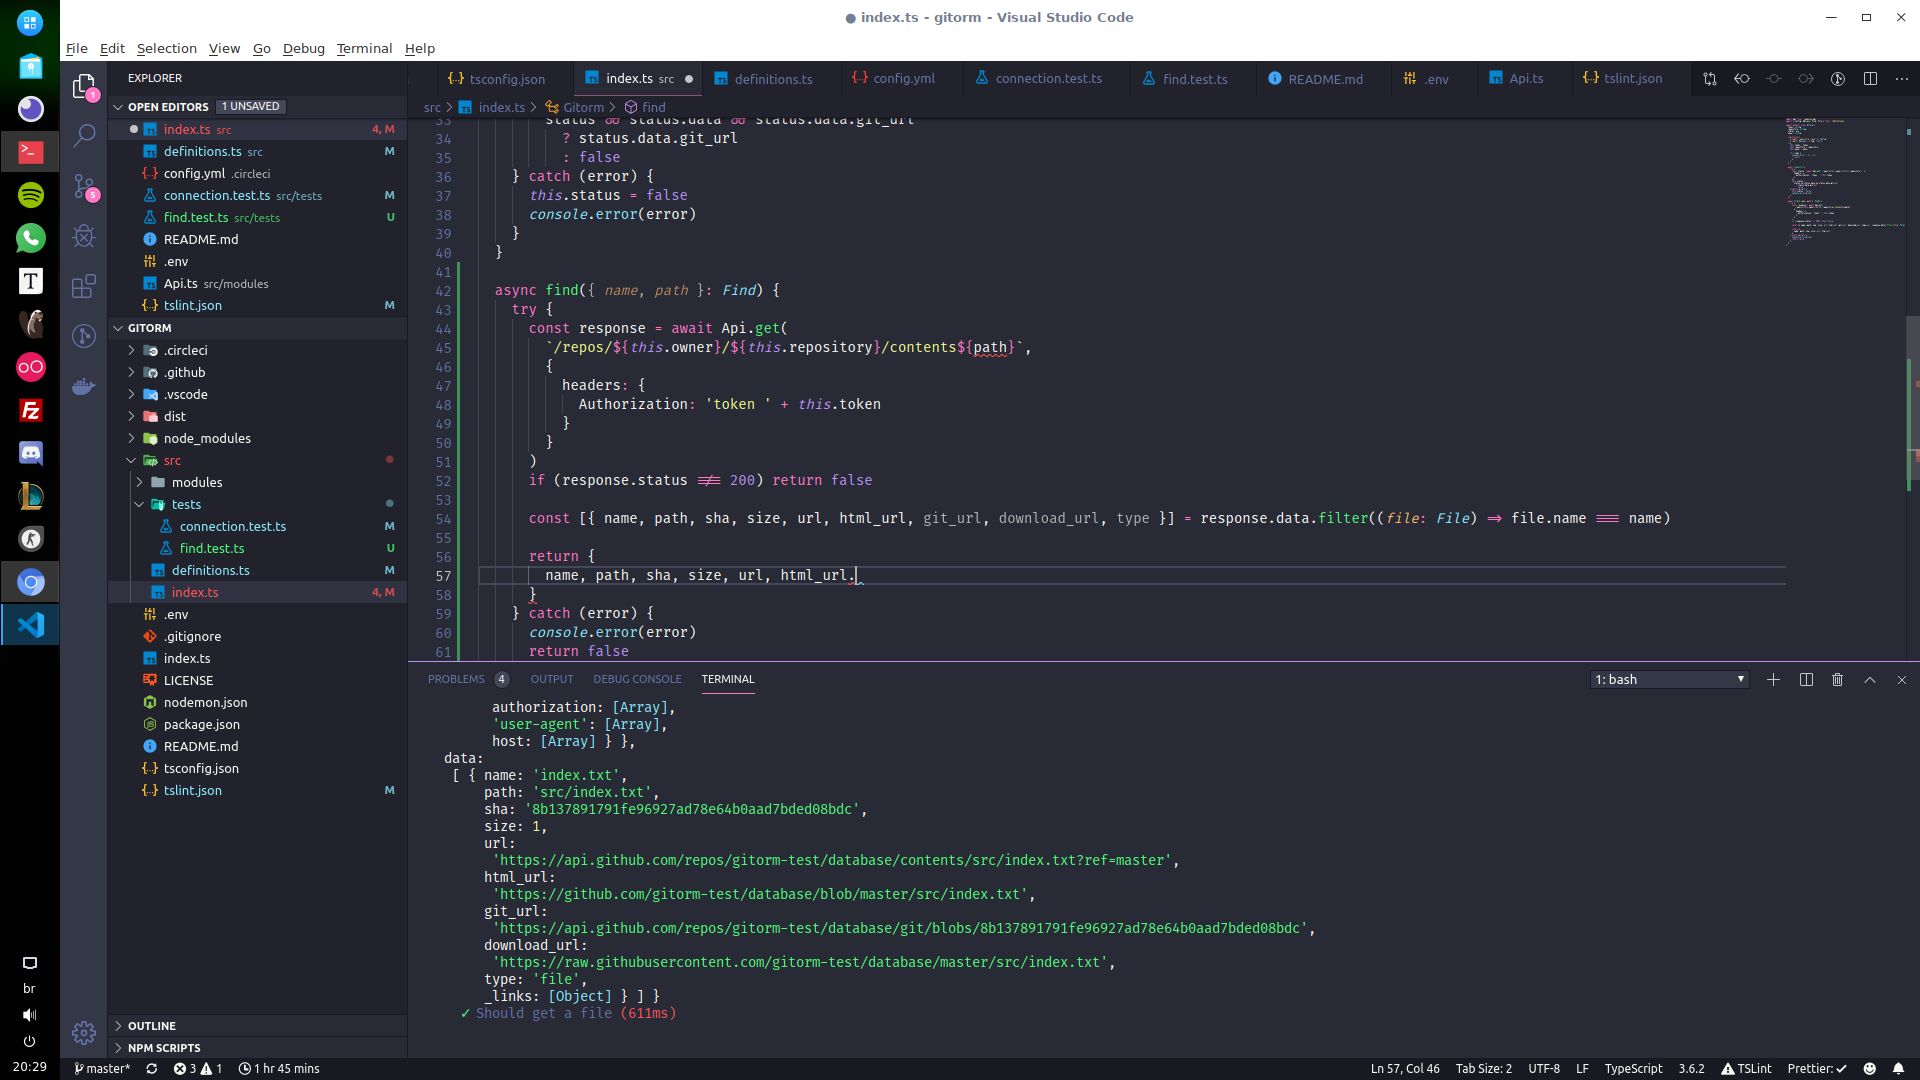 ● index.ts - gitorm - Visual Studio Code
File Edit Selection View Go Debug Terminal Help
EXPLORER
OPEN EDITORS 1 UNSAVED
index.ts src 4, M
definitions.ts src M
config.yml .circleci
connection.test.ts src/tests M
find.test.ts src/tests U
README.md
.env
Api.ts src/modules
tslint.json M
GITORM
.circleci
.github
.vscode
dist
node_modules
src
modules
tests
connection.test.ts M
find.test.ts U
definitions.ts M
index.ts 4, M
.env
.gitignore
index.ts
LICENSE
nodemon.json
package.json
README.md
tsconfig.json
tslint.json M
OUTLINE
NPM SCRIPTS
1
5
T
Fz
br
20:29
tsconfig.json index.ts src definitions.ts config.yml connection.test.ts find.test.ts README.md .env Api.ts tslint.json
src > index.ts > Gitorm > find
33 status && status.data && status.data.git_url
34 ? status.data.git_url
35 : false
36 } catch (error) {
37 this.status = false
38 console.error(error)
39 }
40 }
41
42 async find({ name, path }: Find) {
43 try {
44 const response = await Api.get(
45 `/repos/${this.owner}/${this.repository}/contents${path}`,
46 {
47 headers: {
48 Authorization: 'token ' + this.token
49 }
50 }
51 )
52 if (response.status !== 200) return false
53
54 const [{ name, path, sha, size, url, html_url, git_url, download_url, type }] = response.data.filter((file: File) => file.name === name)
55
56 return {
57 name, path, sha, size, url, html_url.
58 }
59 } catch (error) {
60 console.error(error)
61 return false
PROBLEMS 4 OUTPUT DEBUG CONSOLE TERMINAL 1: bash
authorization: [Array],
'user-agent': [Array],
host: [Array] } },
data:
[ { name: 'index.txt',
path: 'src/index.txt',
sha: '8b137891791fe96927ad78e64b0aad7bded08bdc',
size: 1,
url:
'https://api.github.com/repos/gitorm-test/database/contents/src/index.txt?ref=master',
html_url:
'https://github.com/gitorm-test/database/blob/master/src/index.txt',
git_url:
'https://api.github.com/repos/gitorm-test/database/git/blobs/8b137891791fe96927ad78e64b0aad7bded08bdc',
download_url:
'https://raw.githubusercontent.com/gitorm-test/database/master/src/index.txt',
type: 'file',
_links: [Object] } ] }
✓ Should get a file (611ms)
master* 3 1 1 hr 45 mins Ln 57, Col 46 Tab Size: 2 UTF-8 LF TypeScript 3.6.2 TSLint Prettier: ✓